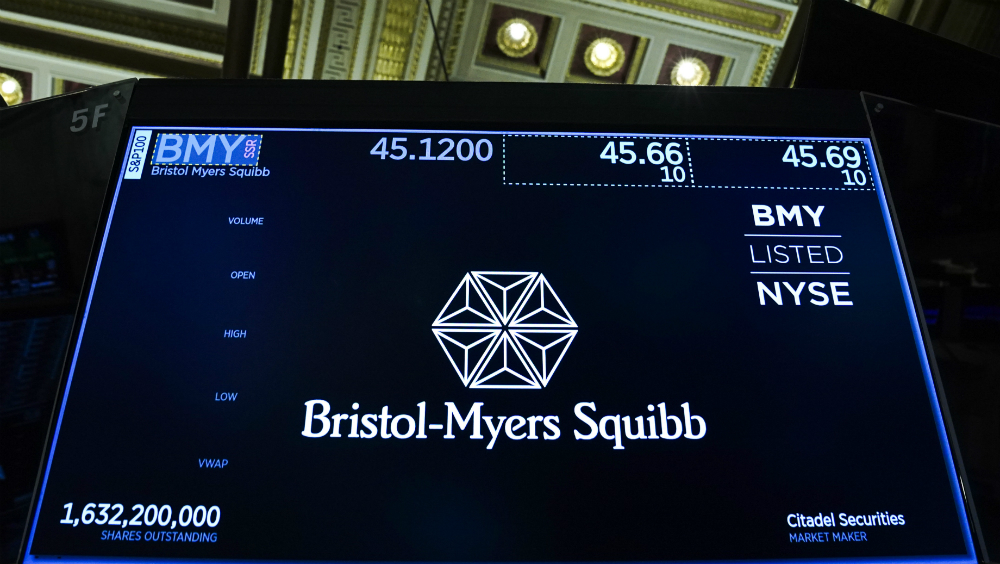 5F
S&P100
BMY SSR
Bristol Myers Squibb
45.1200
45.66
10
45.69
10
BMY
LISTED
NYSE
VOLUME
OPEN
HIGH
LOW
VWAP
Bristol-Myers Squibb
1,632,200,000
SHARES OUTSTANDING
Citadel Securities
MARKET MAKER